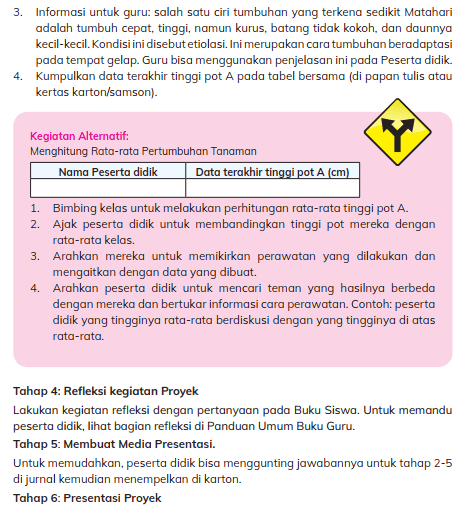 3. Informasi untuk guru: salah satu ciri tumbuhan yang terkena sedikit Matahari
adalah tumbuh cepat, tinggi, namun kurus, batang tidak kokoh, dan daunnya
kecil-kecil. Kondisi ini disebut etiolasi. Ini merupakan cara tumbuhan beradaptasi
pada tempat gelap. Guru bisa menggunakan penjelasan ini pada Peserta didik.
4. Kumpulkan data terakhir tinggi pot A pada tabel bersama (di papan tulis atau
kertas karton/samson).
Kegiatan Alternatif:
Menghitung Rata-rata Pertumbuhan Tanaman
Nama Peserta didik Data terakhir tinggi pot A (cm)
1. Bimbing kelas untuk melakukan perhitungan rata-rata tinggi pot A.
2. Ajak peserta didik untuk membandingkan tinggi pot mereka dengan
rata-rata kelas.
3. Arahkan mereka untuk memikirkan perawatan yang dilakukan dan
mengaitkan dengan data yang dibuat.
4. Arahkan peserta didik untuk mencari teman yang hasilnya berbeda
dengan mereka dan bertukar informasi cara perawatan. Contoh: peserta
didik yang tingginya rata-rata berdiskusi dengan yang tingginya di atas
rata-rata.
Tahap 4: Refleksi kegiatan Proyek
Lakukan kegiatan refleksi dengan pertanyaan pada Buku Siswa. Untuk memandu
peserta didik, lihat bagian refleksi di Panduan Umum Buku Guru.
Tahap 5: Membuat Media Presentasi.
Untuk memudahkan, peserta didik bisa menggunting jawabannya untuk tahap 2-5
di jurnal kemudian menempelkan di karton.
Tahap 6: Presentasi Proyek